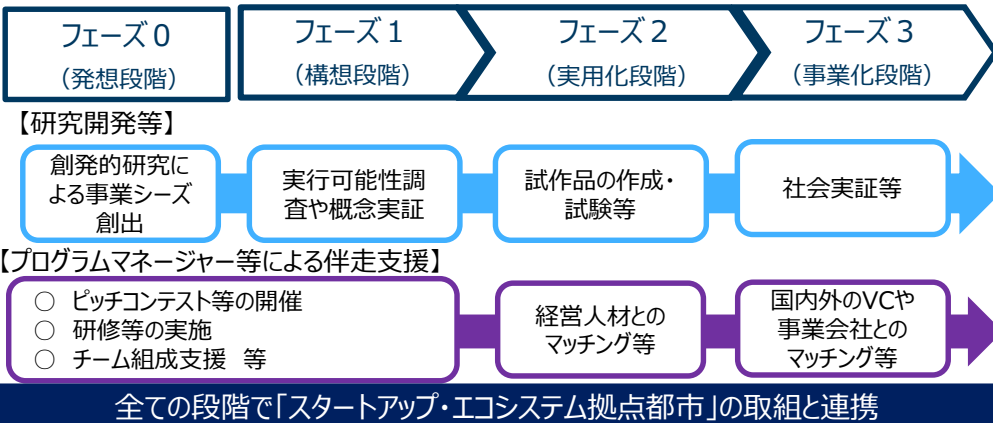 フェーズ0
(発想段階)
フェーズ1
(構想段階)
フェーズ2
(実用化段階)
フェーズ3
(事業化段階)
【研究開発等】
創発的研究に
よる事業シーズ
創出
実行可能性調
査や概念実証
試作品の作成・
試験等
社会実証等
【プログラムマネージャー等による伴走支援】
○ ピッチコンテスト等の開催
○ 研修等の実施
○ チーム組成支援 等
経営人材との
マッチング等
国内外のVCや
事業会社との
マッチング等
全ての段階で「スタートアップ・エコシステム拠点都市」の取組と連携